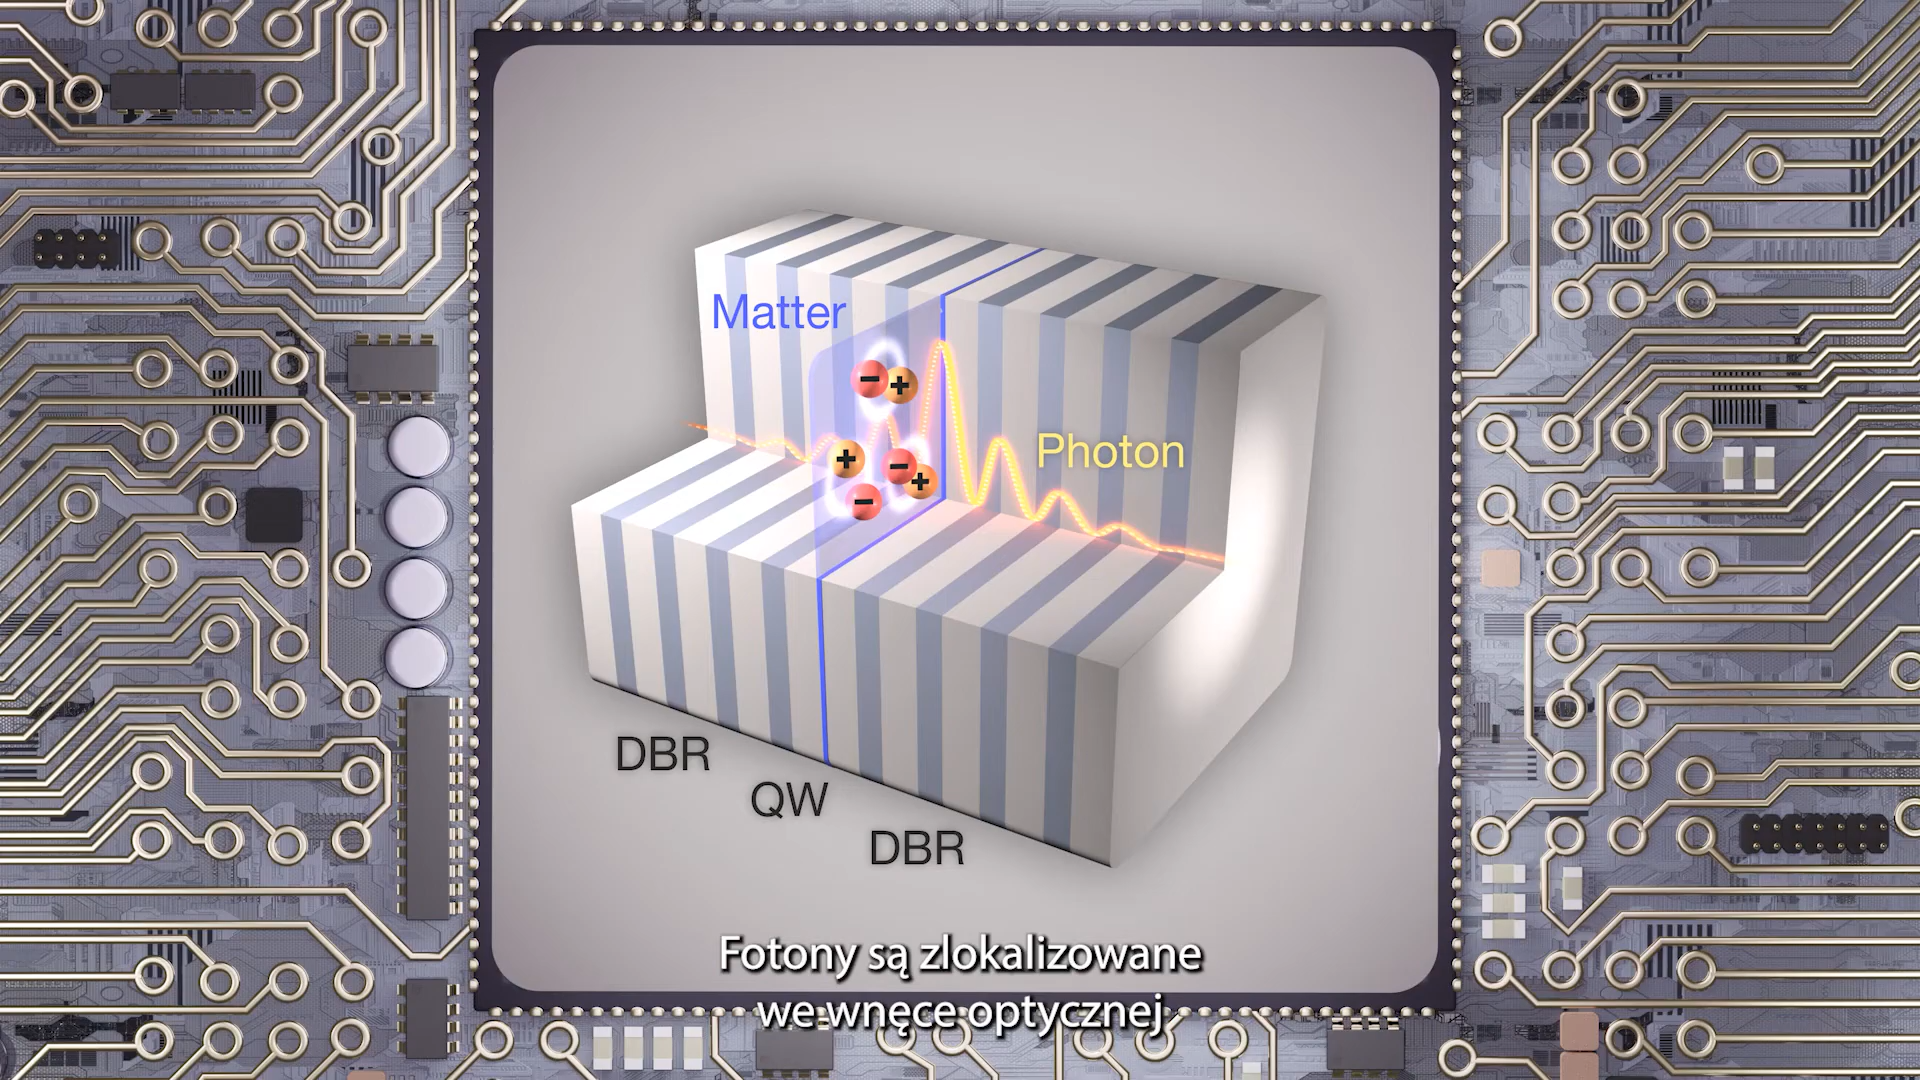 Matter
Photon
DBR
QW
DBR
Fotony są zlokalizowane
we wnęce optycznej